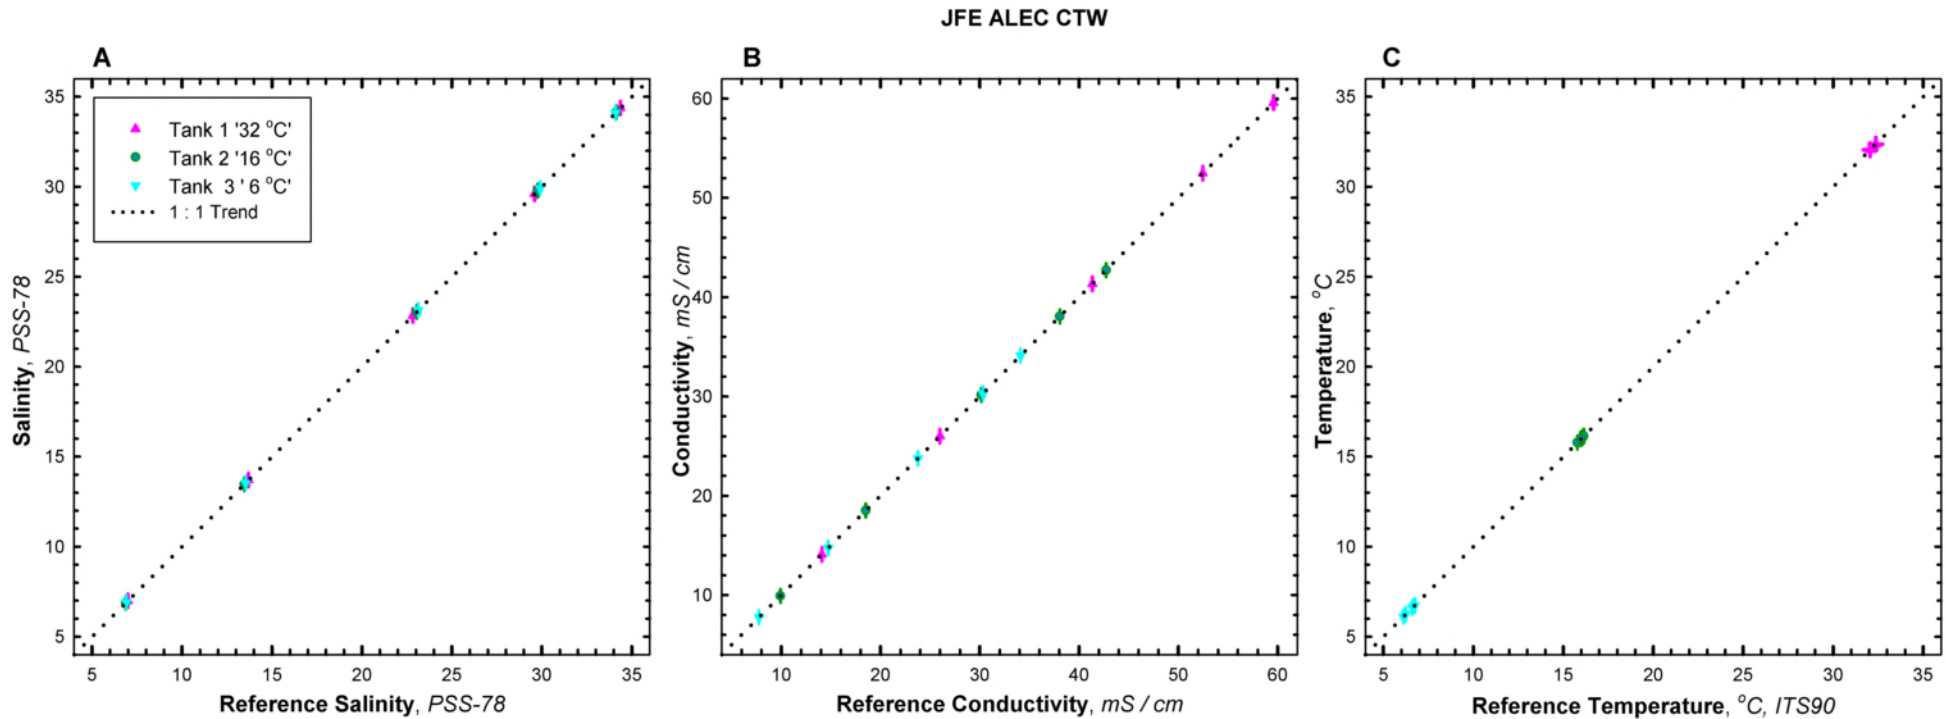 JFE ALEC CTW
A
B
C
Tank 1 '32 °C'
Tank 2 '16 °C'
Tank 3 ' 6 °C'
1 : 1 Trend
35
30
25
20
15
10
5
5 10 15 20 25 30 35
Salinity, PSS-78
Reference Salinity, PSS-78
60
50
40
30
20
10
10 20 30 40 50 60
Conductivity, mS / cm
Reference Conductivity, mS / cm
35
30
25
20
15
10
5
5 10 15 20 25 30 35
Temperature, °C
Reference Temperature, °C, ITS90